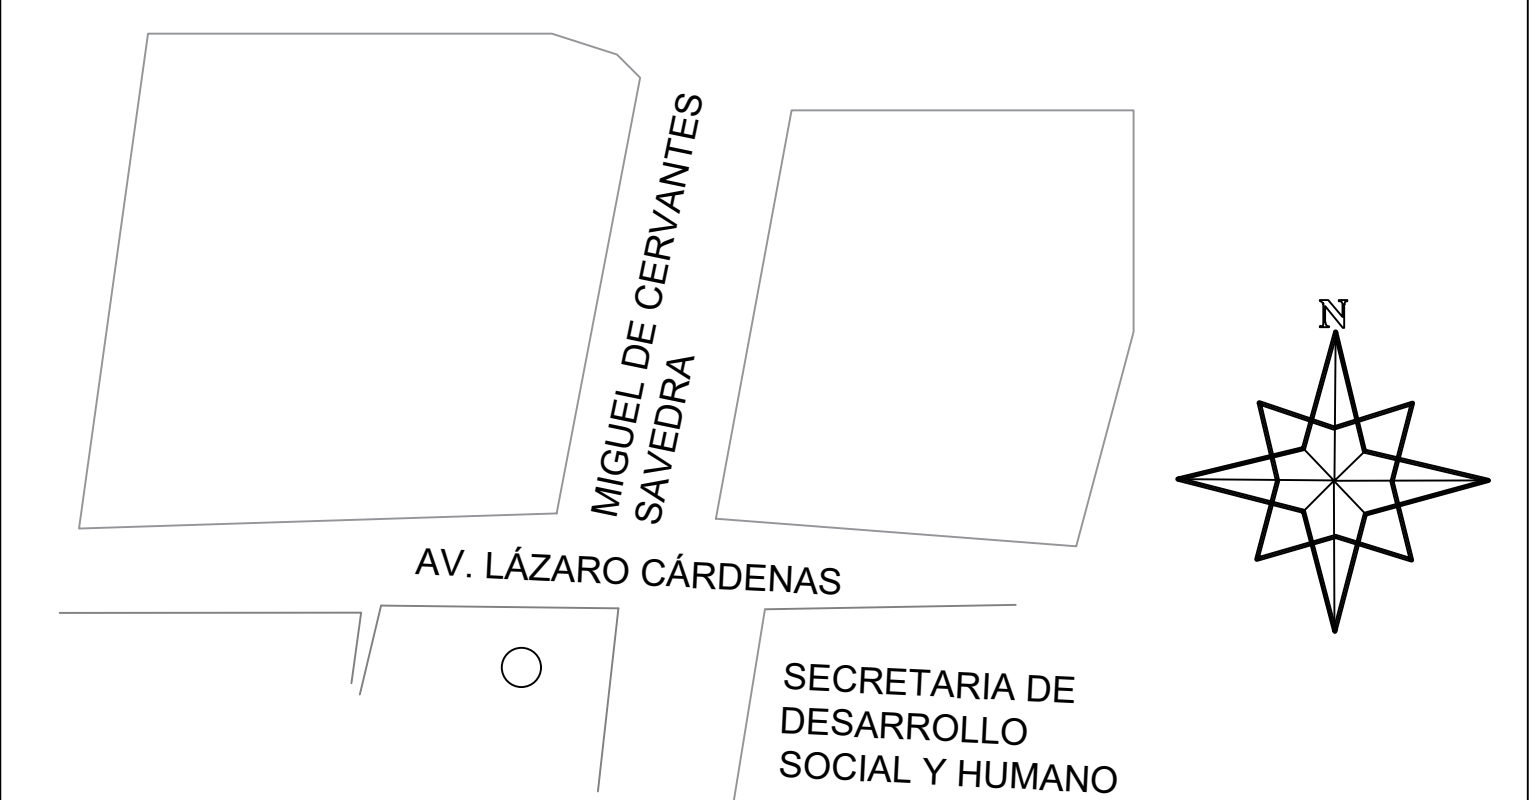 MIGUEL DE CERVANTES
SAVEDRA
N
AV. LÁZARO CÁRDENAS
SECRETARIA DE
DESARROLLO
SOCIAL Y HUMANO